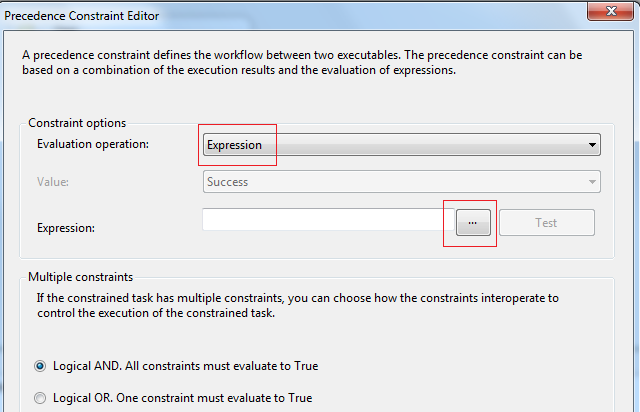 Precedence Constraint Editor
A precedence constraint defines the workflow between two executables. The precedence constraint can be
based on a combination of the execution results and the evaluation of expressions.
Constraint options
Evaluation operation: Expression
Value: Success
Expression: ... Test
Multiple constraints
If the constrained task has multiple constraints, you can choose how the constraints interoperate to
control the execution of the constrained task.
Logical AND. All constraints must evaluate to True
Logical OR. One constraint must evaluate to True